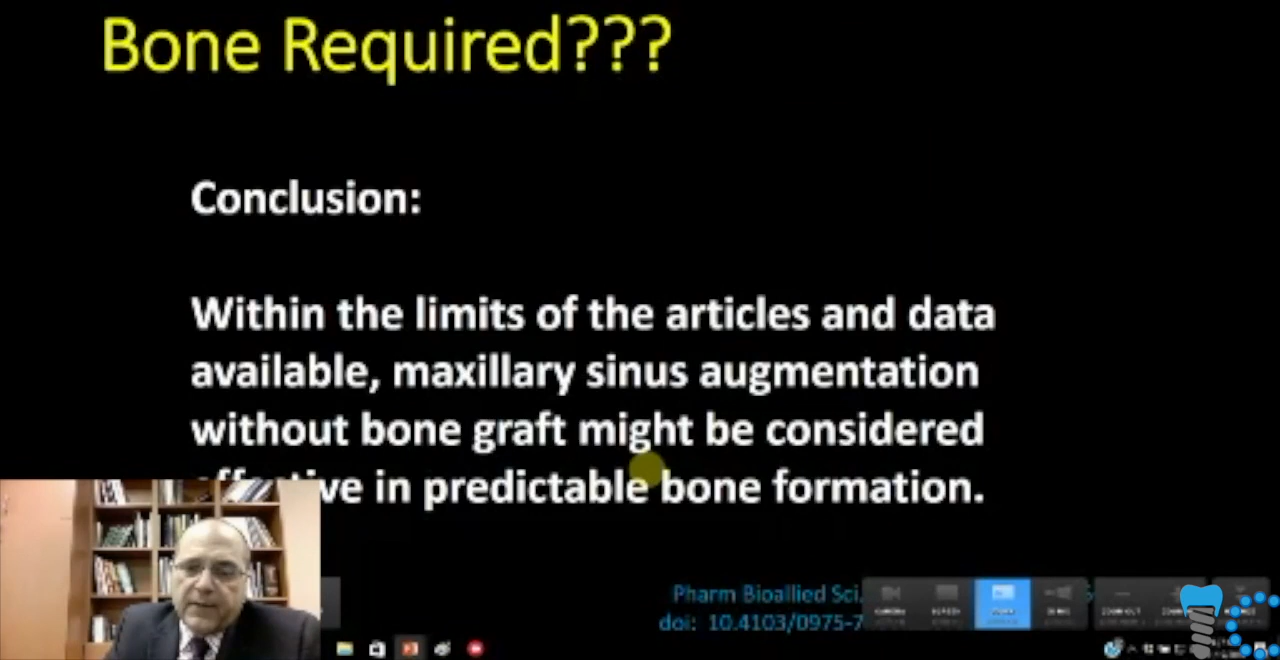 Bone Required???
Conclusion:
Within the limits of the articles and data
available, maxillary sinus augmentation
without bone graft might be considered
in predictable bone formation.
Pharm Bioallied Sci.
doi: 10.4103/0975-7